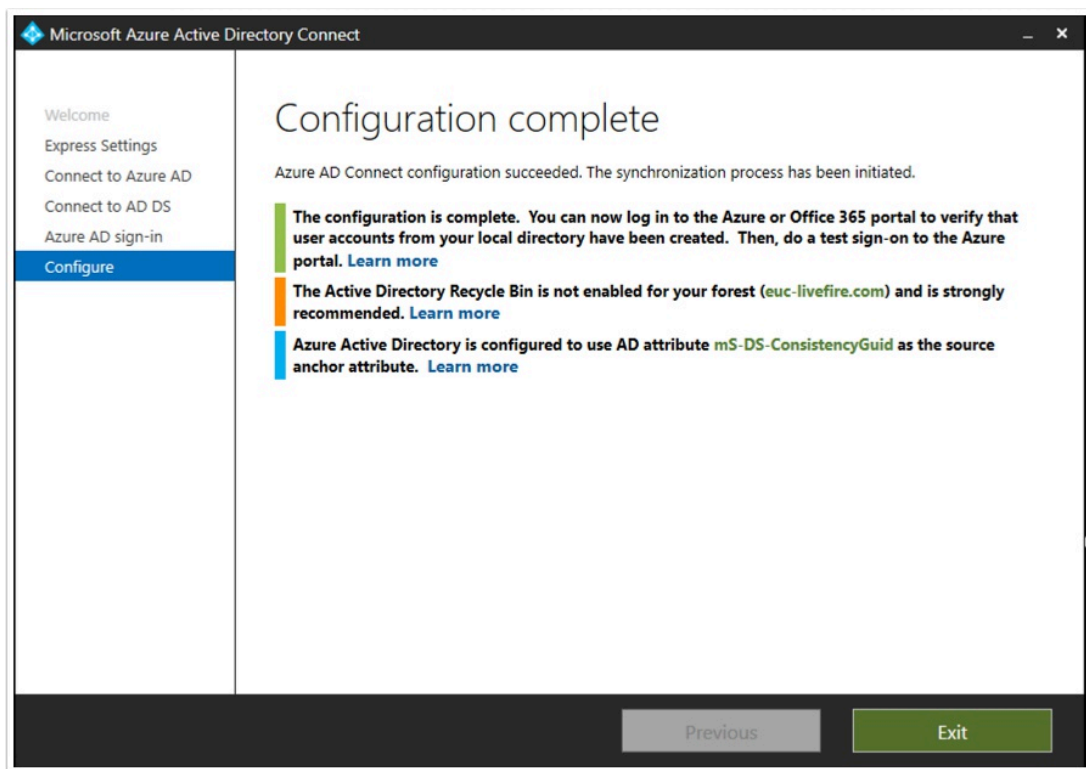 Microsoft Azure Active Directory Connect
Welcome
Express Settings
Connect to Azure AD
Connect to AD DS
Azure AD sign-in
Configure
Configuration complete
Azure AD Connect configuration succeeded. The synchronization process has been initiated.
The configuration is complete. You can now log in to the Azure or Office 365 portal to verify that
user accounts from your local directory have been created. Then, do a test sign-on to the Azure
portal. Learn more
The Active Directory Recycle Bin is not enabled for your forest (euc-livefire.com) and is strongly
recommended. Learn more
Azure Active Directory is configured to use AD attribute mS-DS-ConsistencyGuid as the source
anchor attribute. Learn more
Previous
Exit